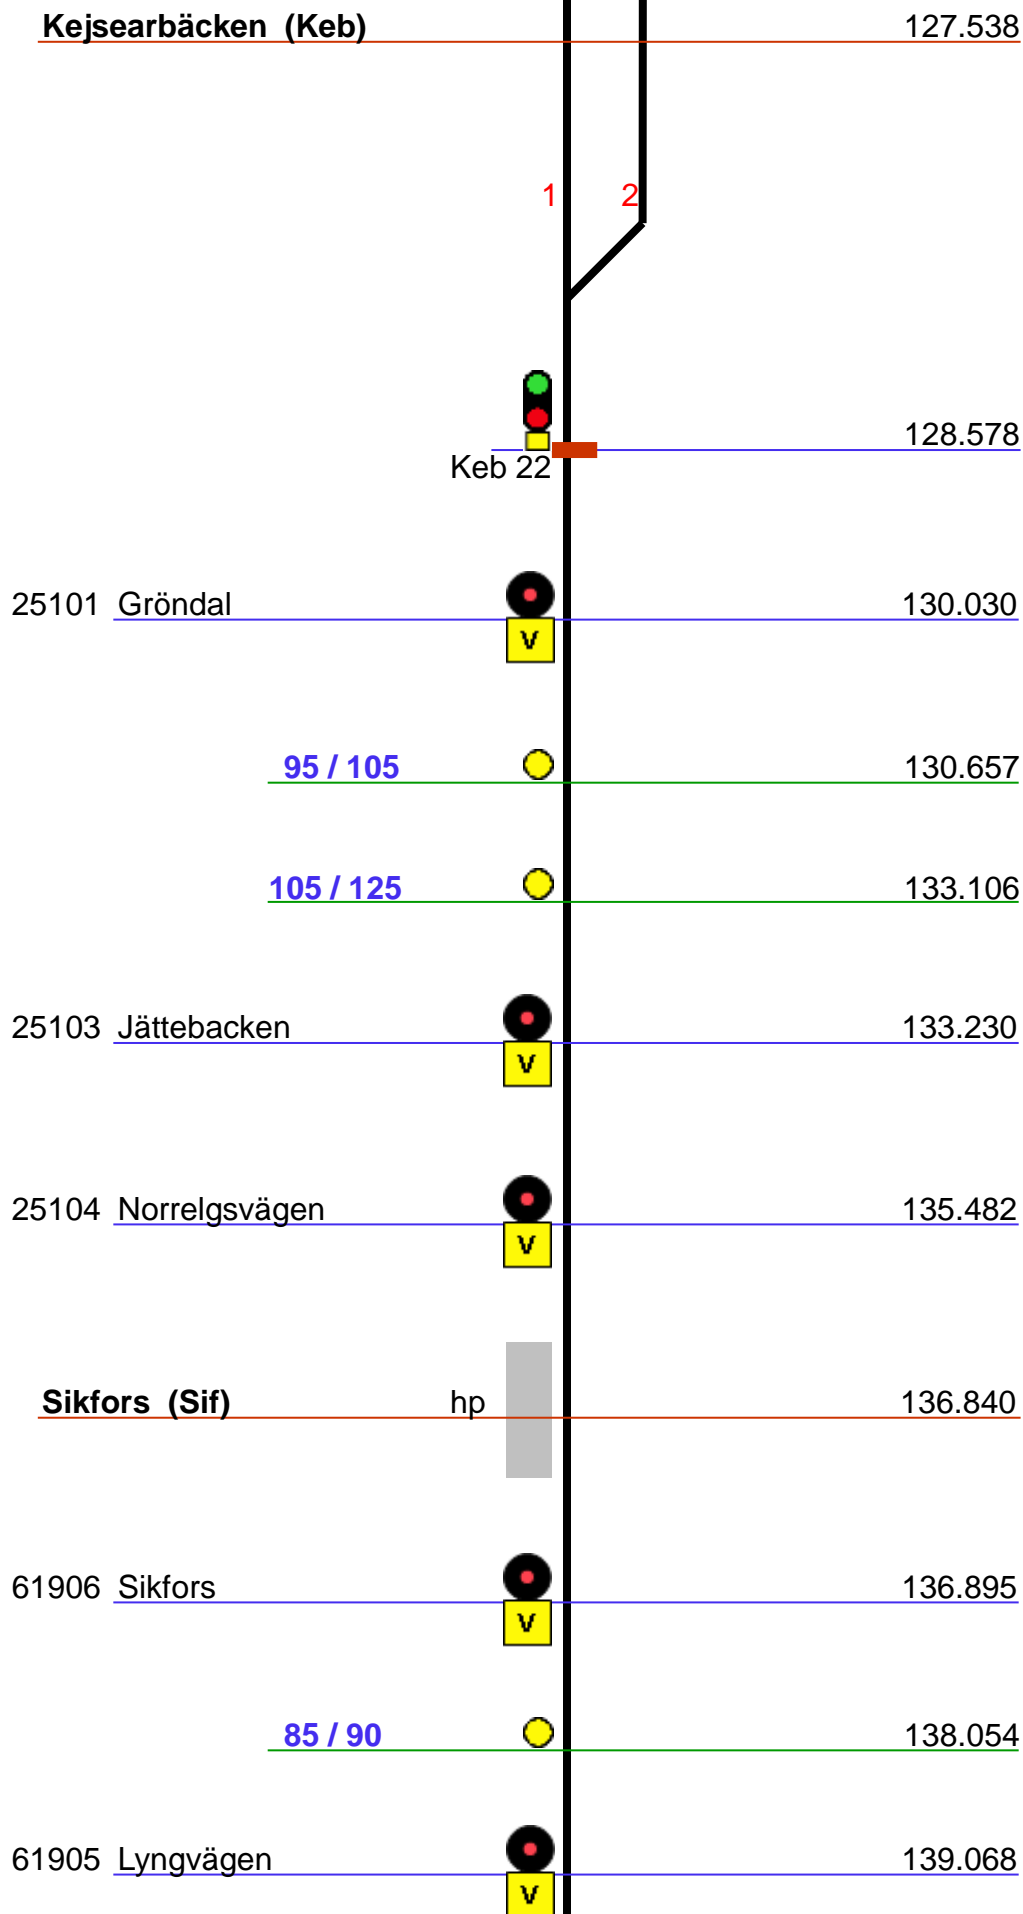 Kejsearbäcken (Keb) 127.538
1 2
128.578
Keb 22
25101 Gröndal 130.030
V
95 / 105 130.657
105 / 125 133.106
25103 Jättebacken 133.230
V
25104 Norrelgsvägen 135.482
V
Sikfors (Sif) hp 136.840
61906 Sikfors 136.895
V
85 / 90 138.054
61905 Lyngvägen 139.068
V